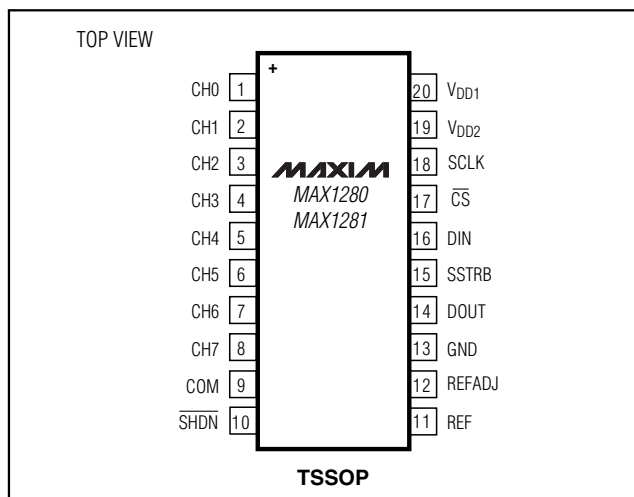 TOP VIEW
+
CH0 1 20 VDD1
CH1 2 19 VDD2
CH2 3 MAXIM 18 SCLK
CH3 4 MAX1280 17 C̅S̅
MAX1281
CH4 5 16 DIN
CH5 6 15 SSTRB
CH6 7 14 DOUT
CH7 8 13 GND
COM 9 12 REFADJ
S̅H̅D̅N̅ 10 11 REF
TSSOP